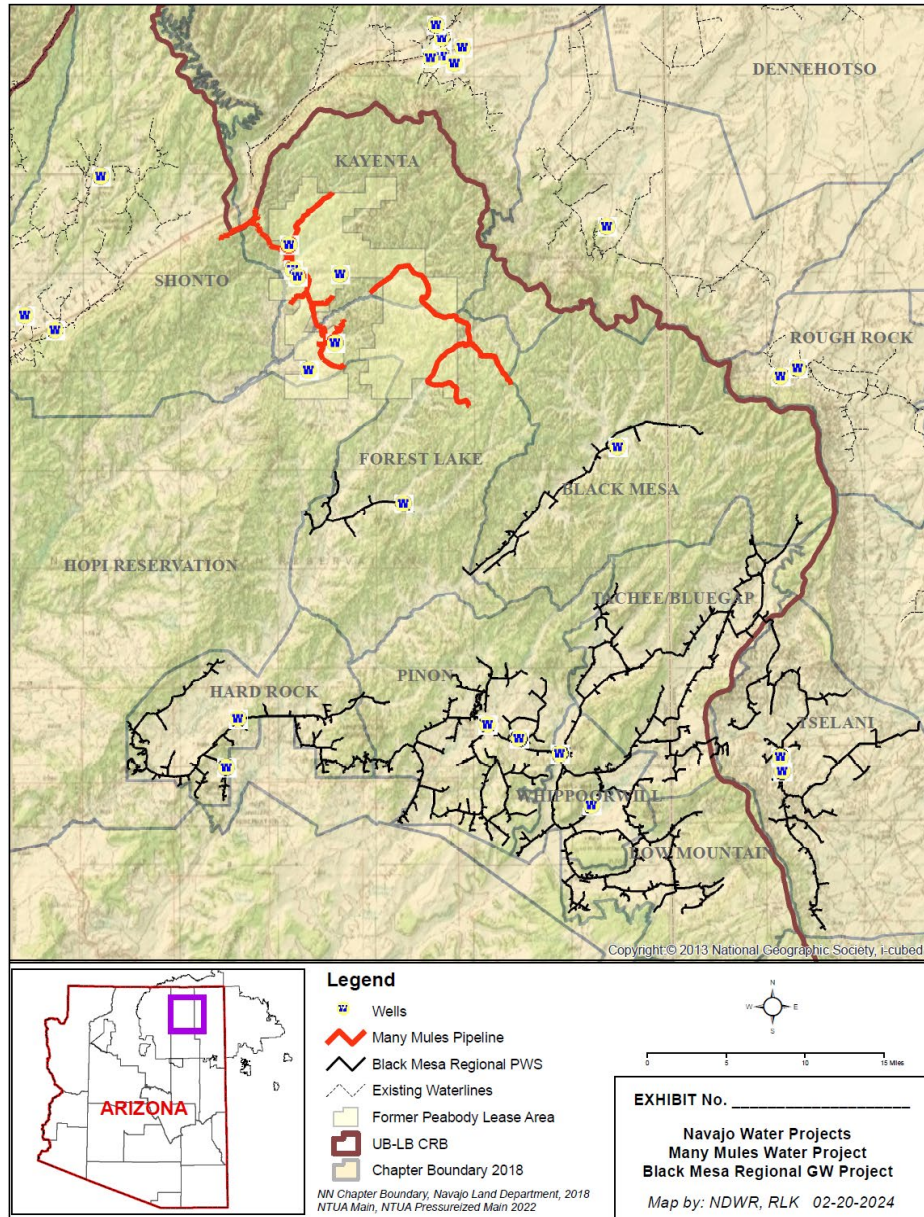 DENNEHOTSO
KAYENTA
SHONTO
ROUGH ROCK
FOREST LAKE
BLACK MESA
HOPI RESERVATION
TACHEE/BLUEGAP
PINON
HARD ROCK
TSELANI
WHIPPOORWILL
LOW MOUNTAIN
Copyright:© 2013 National Geographic Society, i-cubed
ARIZONA
Legend
W Wells
Many Mules Pipeline
Black Mesa Regional PWS
Existing Waterlines
Former Peabody Lease Area
UB-LB CRB
Chapter Boundary 2018
NN Chapter Boundary, Navajo Land Department, 2018
NTUA Main, NTUA Pressureized Main 2022
N
W E
S
0 5 10 15 Miles
EXHIBIT No. ____________________
Navajo Water Projects
Many Mules Water Project
Black Mesa Regional GW Project
Map by: NDWR, RLK 02-20-2024